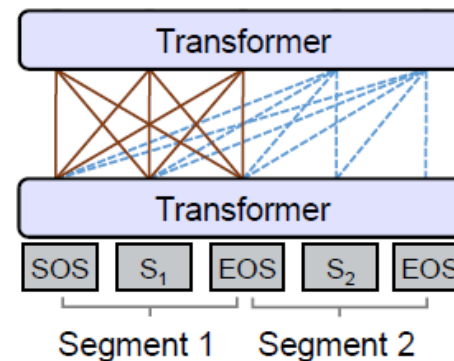 Transformer
Transformer
SOS S₁ EOS S₂ EOS
Segment 1 Segment 2